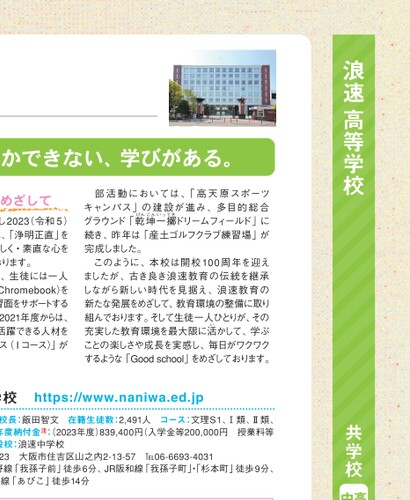 かできない、学びがある。
めざして
し2023(令和5)
、「浄明正直」を
しく・素直な心を
おります。
、生徒には一人
Chromebook)を
習面をサポートする
2021年度からは、
活躍できる人材を
ス(Ⅰコース)」が
部活動においては、「高天原スポーツ
キャンパス」の建設が進み、多目的総合
グラウンド「乾坤一擲ドリームフィールド」に
続き、昨年は「産土ゴルフクラブ練習場」が
完成しました。
このように、本校は開校100周年を迎え
ましたが、古き良き浪速教育の伝統を継承
しながら新しい時代を見据え、浪速教育の
新たな発展をめざして、教育環境の整備に取り
組んでおります。そして生徒一人ひとりが、その
充実した教育環境を最大限に活かして、学ぶ
ことの楽しさや成長を実感し、毎日がワクワク
するような「Good school」をめざしております。
学校 https://www.naniwa.ed.jp
校長:飯田智文 在籍生徒数:2,491人 コース:文理S1、Ⅰ類、Ⅱ類、
年度納付金注:(2023年度)839,400円(入学金等200,000円 授業料等
設校:浪速中学校
23 大阪市住吉区山之内2-13-57 TEL06-6693-4031
野線「我孫子前」徒歩6分、JR阪和線「我孫子町」・「杉本町」徒歩9分、
線「あびこ」徒歩14分
浪速高等学校
共学校
高
中